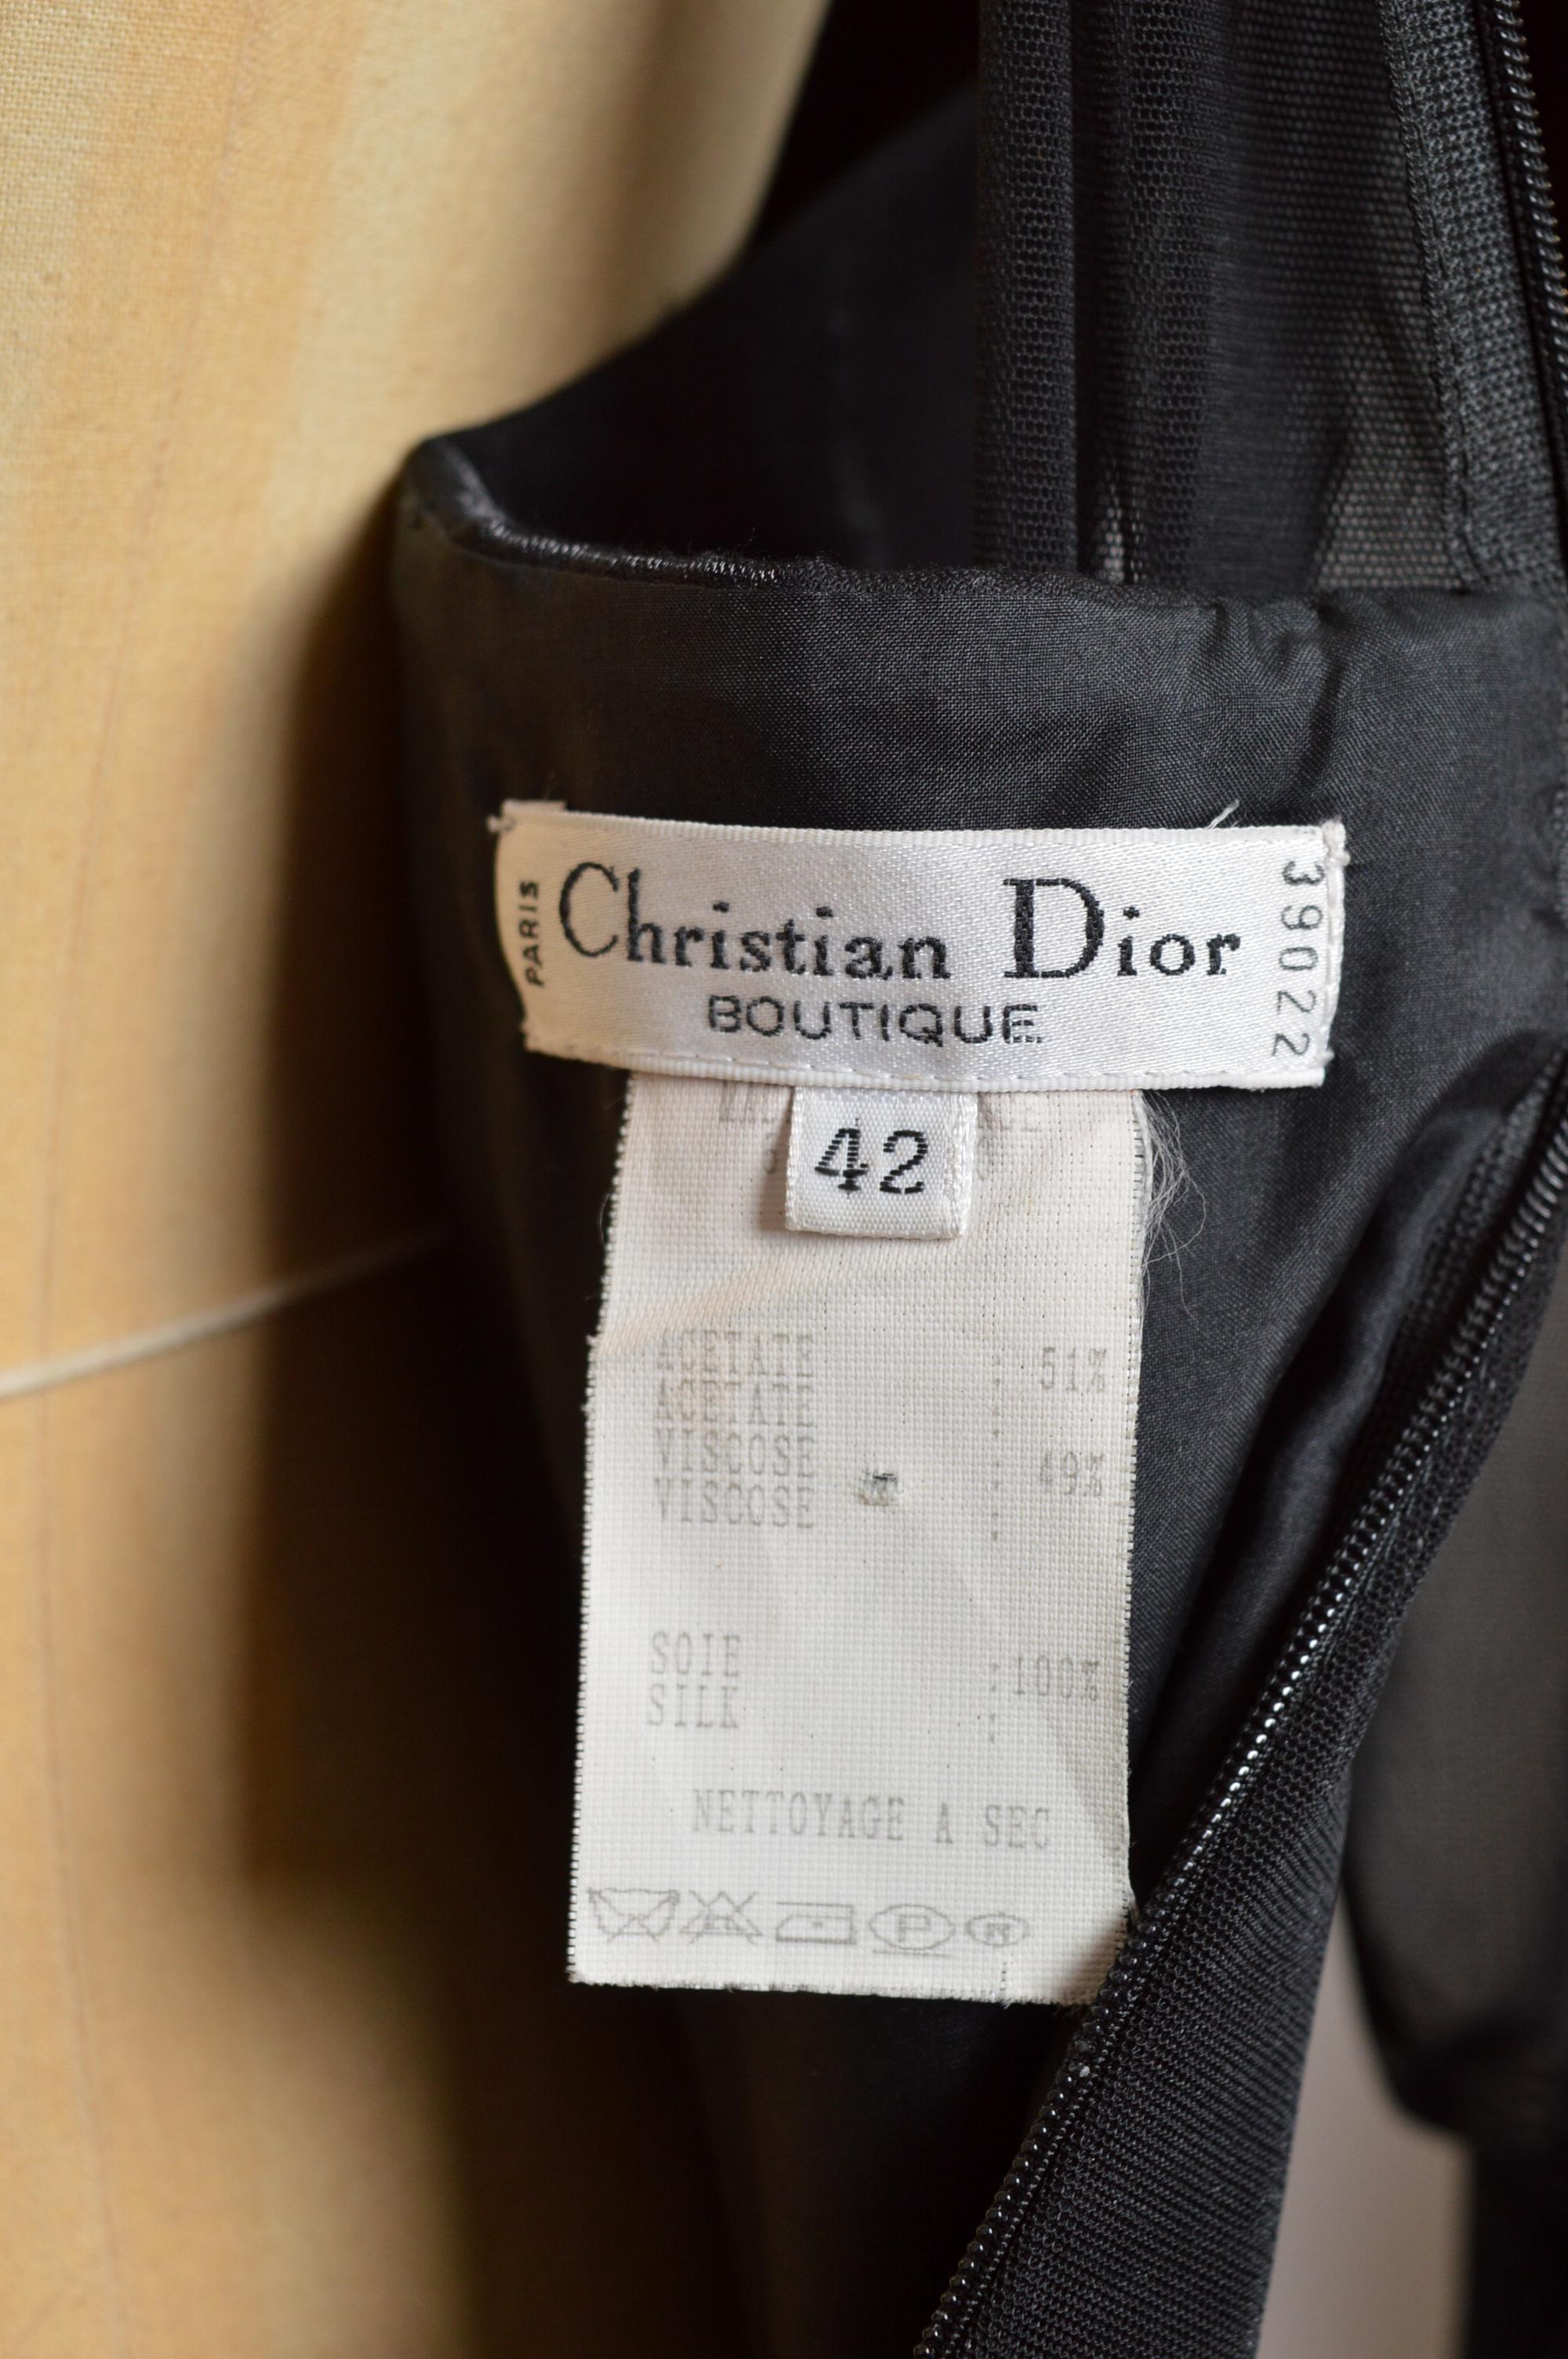 PARIS
Christian Dior
BOUTIQUE
39022
42
ACETATE : 51%
ACETATE :
VISCOSE : 49%
VISCOSE :
SOIE :100%
SILK :
NETTOYAGE A SEC
P